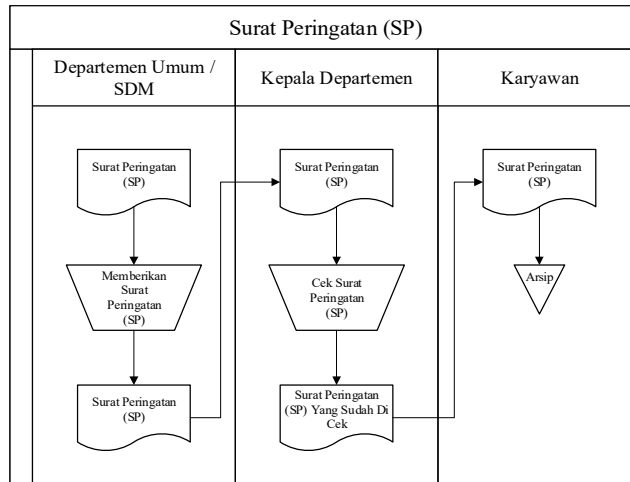 Surat Peringatan (SP)
Departemen Umum /
SDM
Kepala Departemen
Karyawan
Surat Peringatan
(SP)
Memberikan
Surat
Peringatan
(SP)
Surat Peringatan
(SP)
Surat Peringatan
(SP)
Cek Surat
Peringatan
(SP)
Surat Peringatan
(SP) Yang Sudah Di
Cek
Surat Peringatan
(SP)
Arsip